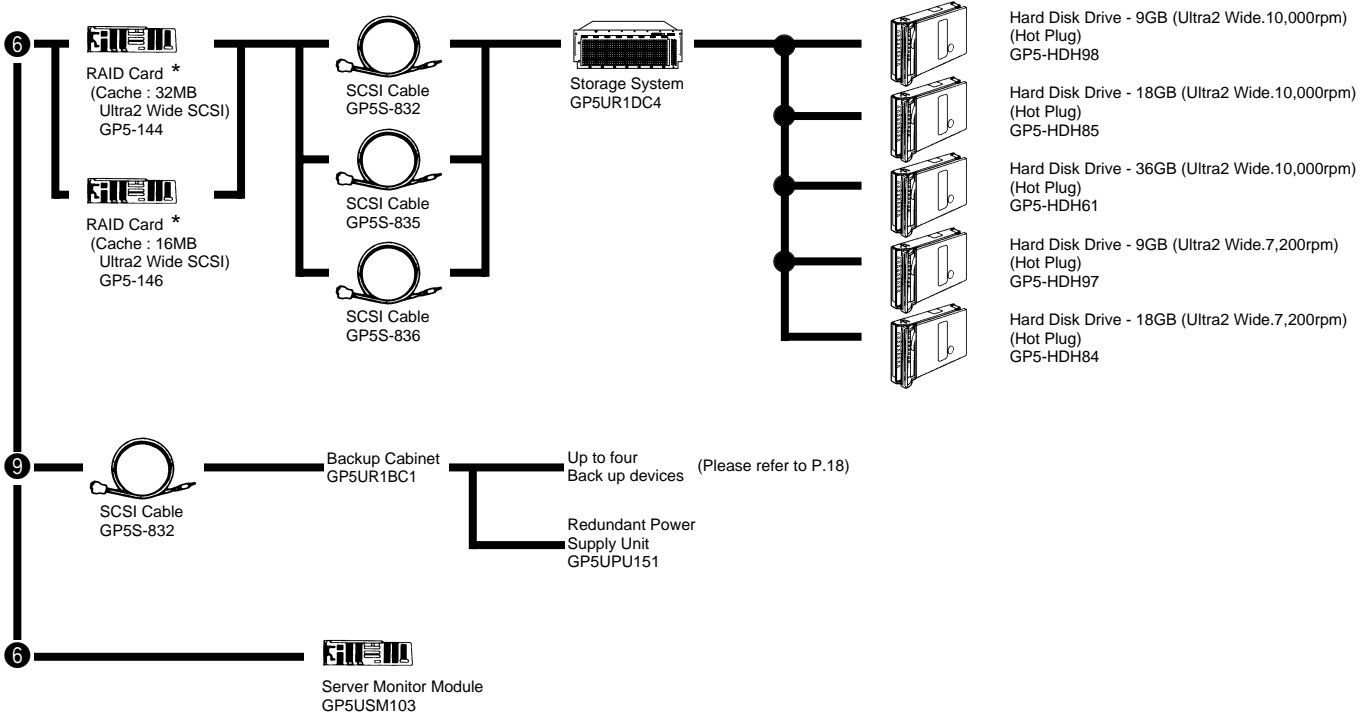 6
RAID Card *
(Cache : 32MB
Ultra2 Wide SCSI)
GP5-144
RAID Card *
(Cache : 16MB
Ultra2 Wide SCSI)
GP5-146
SCSI Cable
GP5S-832
SCSI Cable
GP5S-835
SCSI Cable
GP5S-836
Storage System
GP5UR1DC4
Hard Disk Drive - 9GB (Ultra2 Wide.10,000rpm)
(Hot Plug)
GP5-HDH98
Hard Disk Drive - 18GB (Ultra2 Wide.10,000rpm)
(Hot Plug)
GP5-HDH85
Hard Disk Drive - 36GB (Ultra2 Wide.10,000rpm)
(Hot Plug)
GP5-HDH61
Hard Disk Drive - 9GB (Ultra2 Wide.7,200rpm)
(Hot Plug)
GP5-HDH97
Hard Disk Drive - 18GB (Ultra2 Wide.7,200rpm)
(Hot Plug)
GP5-HDH84
9
SCSI Cable
GP5S-832
Backup Cabinet
GP5UR1BC1
Up to four
Back up devices
(Please refer to P.18)
Redundant Power
Supply Unit
GP5UPU151
6
Server Monitor Module
GP5USM103